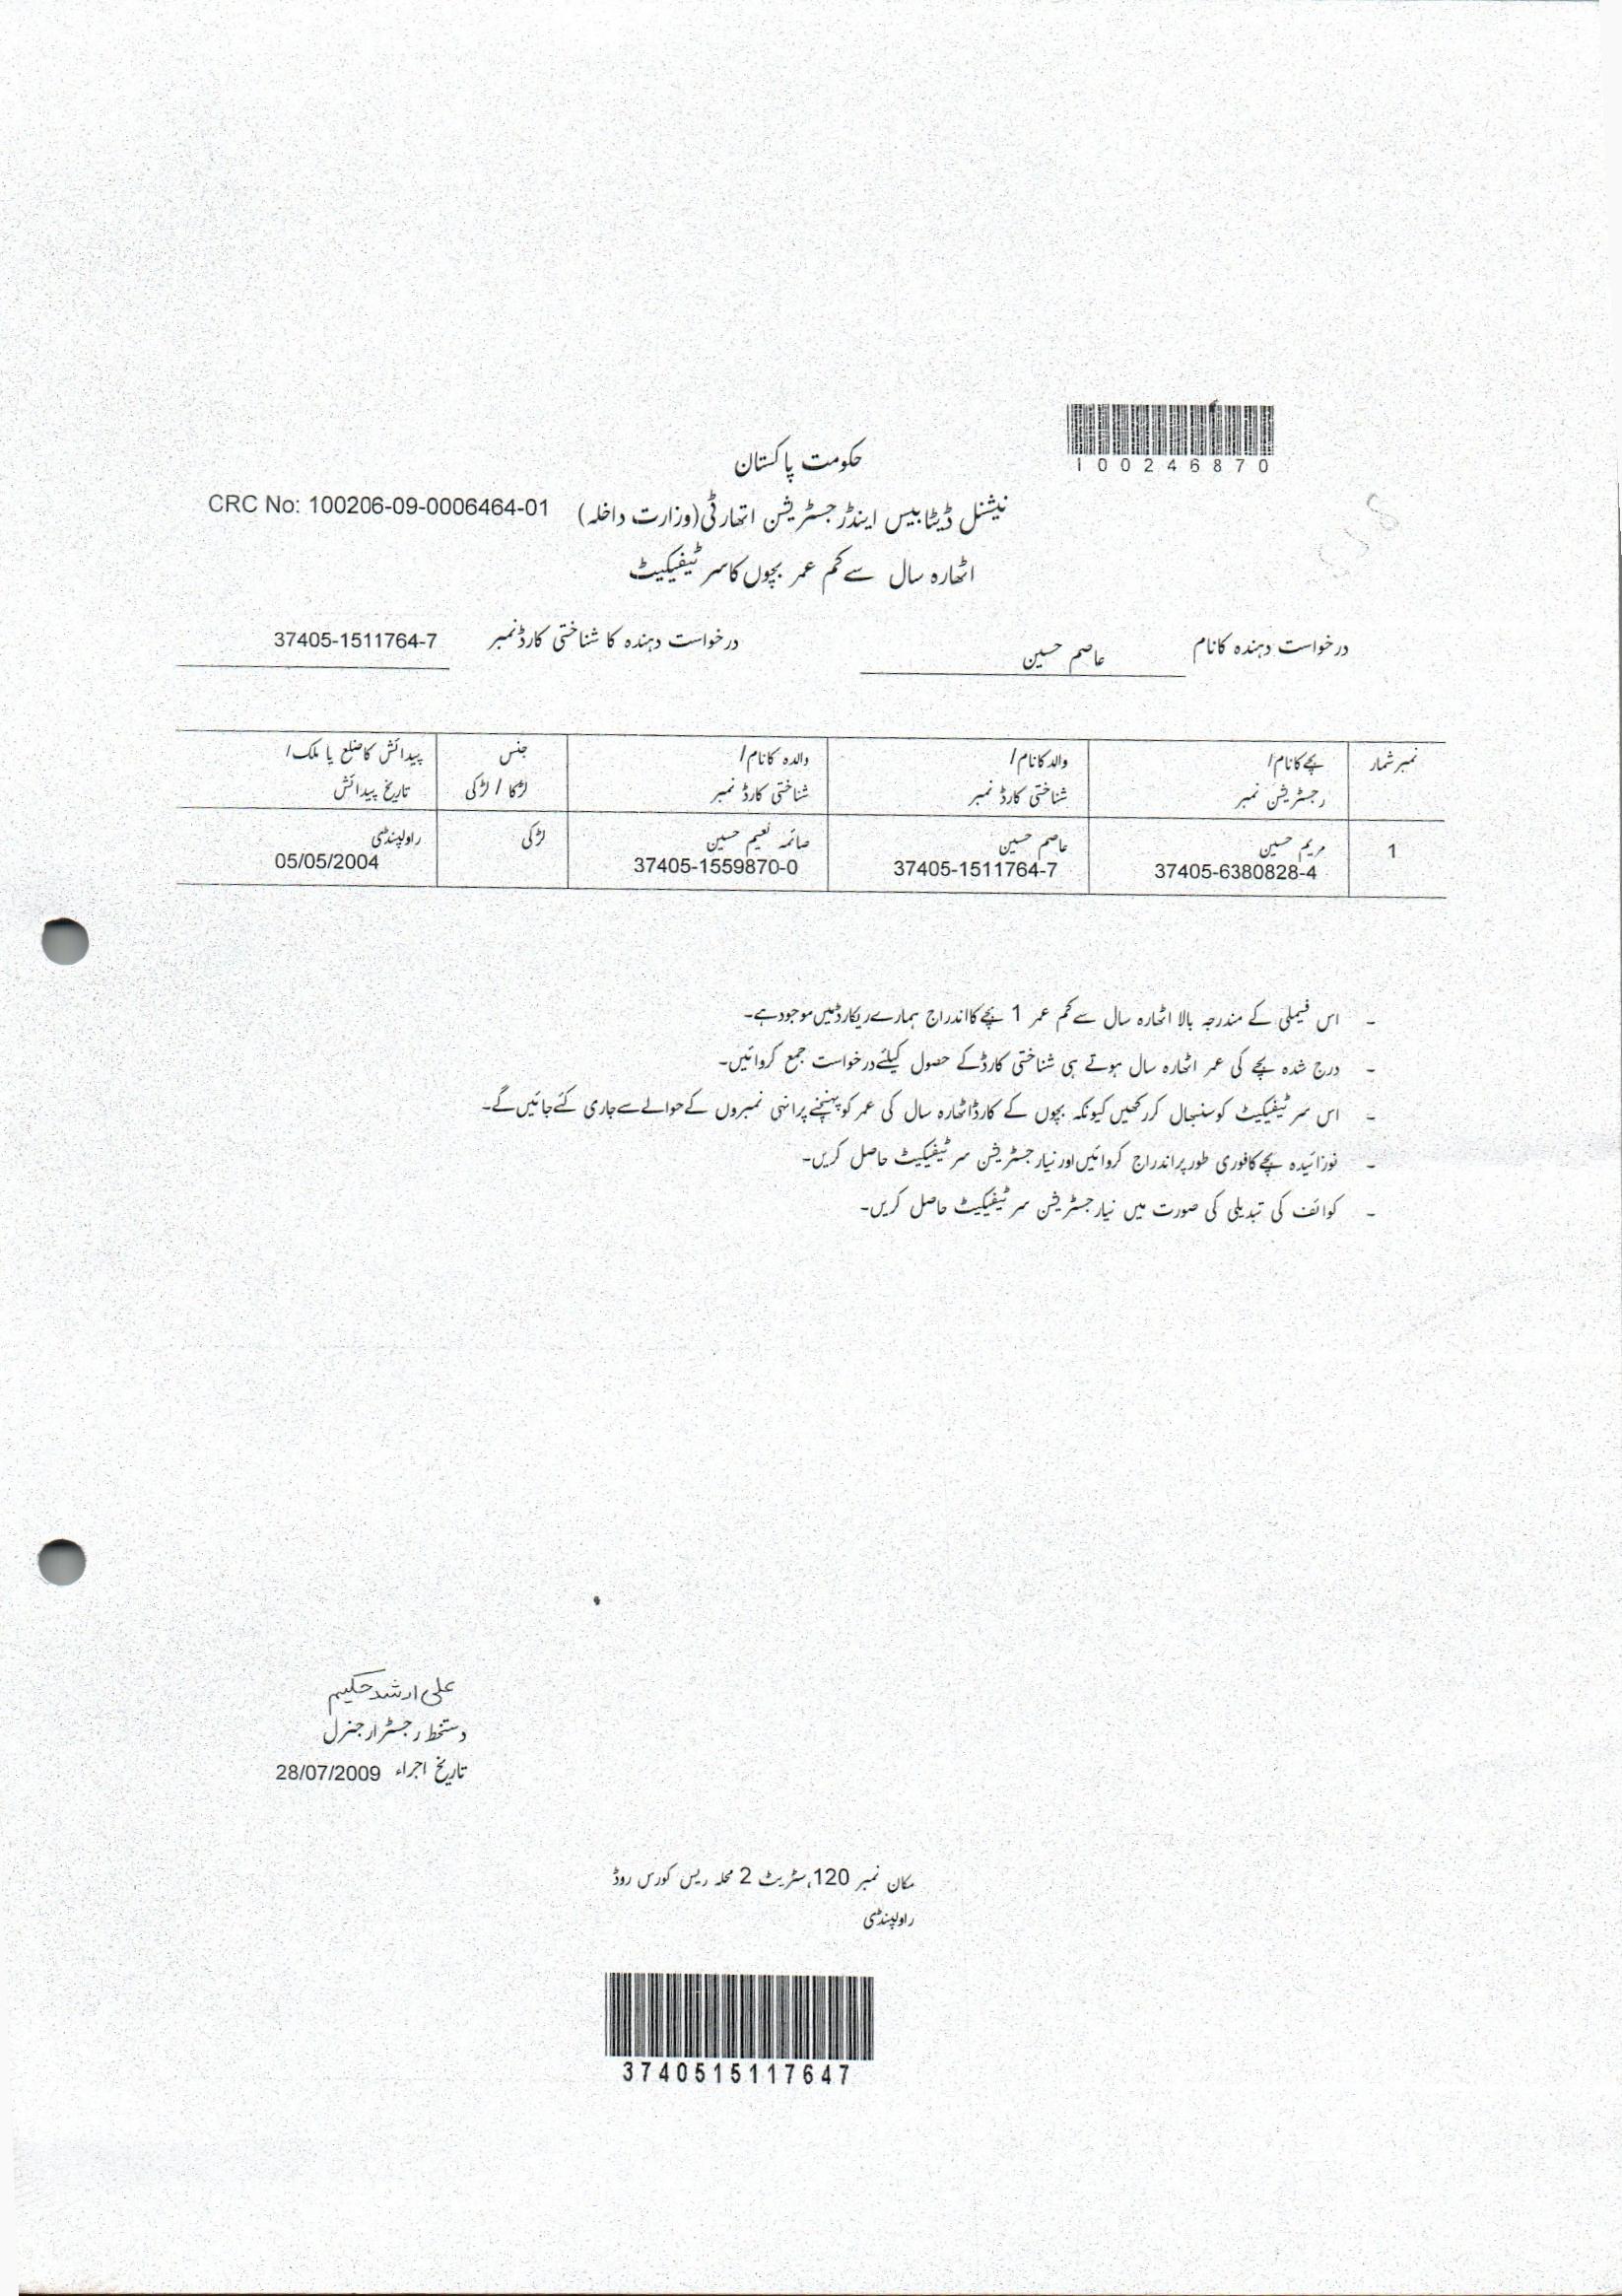 100246870
حکومت پاکستان
نیشنل ڈیٹابیس اینڈ رجسٹریشن اتھارٹی (وزارت داخلہ) CRC No: 100206-09-0006464-01
اٹھارہ سال سے کم عمر بچوں کا سرٹیفیکیٹ
درخواست دہندہ کا نام عاصم حسین درخواست دہندہ کا شناختی کارڈ نمبر 37405-1511764-7
نمبر شمار بچے کا نام/ والد کا نام/ والدہ کا نام/ جنس پیدائش کا ضلع یا ملک/
رجسٹریشن نمبر شناختی کارڈ نمبر شناختی کارڈ نمبر لڑکا / لڑکی تاریخ پیدائش
1 مریم حسین عاصم حسین صائمہ نعیم حسین لڑکی راولپنڈی
37405-6380828-4 37405-1511764-7 37405-1559870-0 05/05/2004
- اس فیملی کے مندرجہ بالا اٹھارہ سال سے کم عمر 1 بچے کا اندراج ہمارے ریکارڈ میں موجود ہے۔
- درج شدہ بچے کی عمر اٹھارہ سال ہوتے ہی شناختی کارڈ کے حصول کیلئے درخواست جمع کروائیں۔
- اس سرٹیفیکیٹ کو سنبھال کر رکھیں کیونکہ بچوں کے کارڈ اٹھارہ سال کی عمر کو پہنچنے پر انہی نمبروں کے حوالے سے جاری کئے جائیں گے۔
- نوزائیدہ بچے کا فوری طور پر اندراج کروائیں اور نیا رجسٹریشن سرٹیفیکیٹ حاصل کریں۔
- کوائف کی تبدیلی کی صورت میں نیا رجسٹریشن سرٹیفیکیٹ حاصل کریں۔
علی ارشد حکیم
دستخط رجسٹرار جنرل
تاریخ اجراء 28/07/2009
مکان نمبر 120، سٹریٹ 2 محلہ ریس کورس روڈ
راولپنڈی
3740515117647